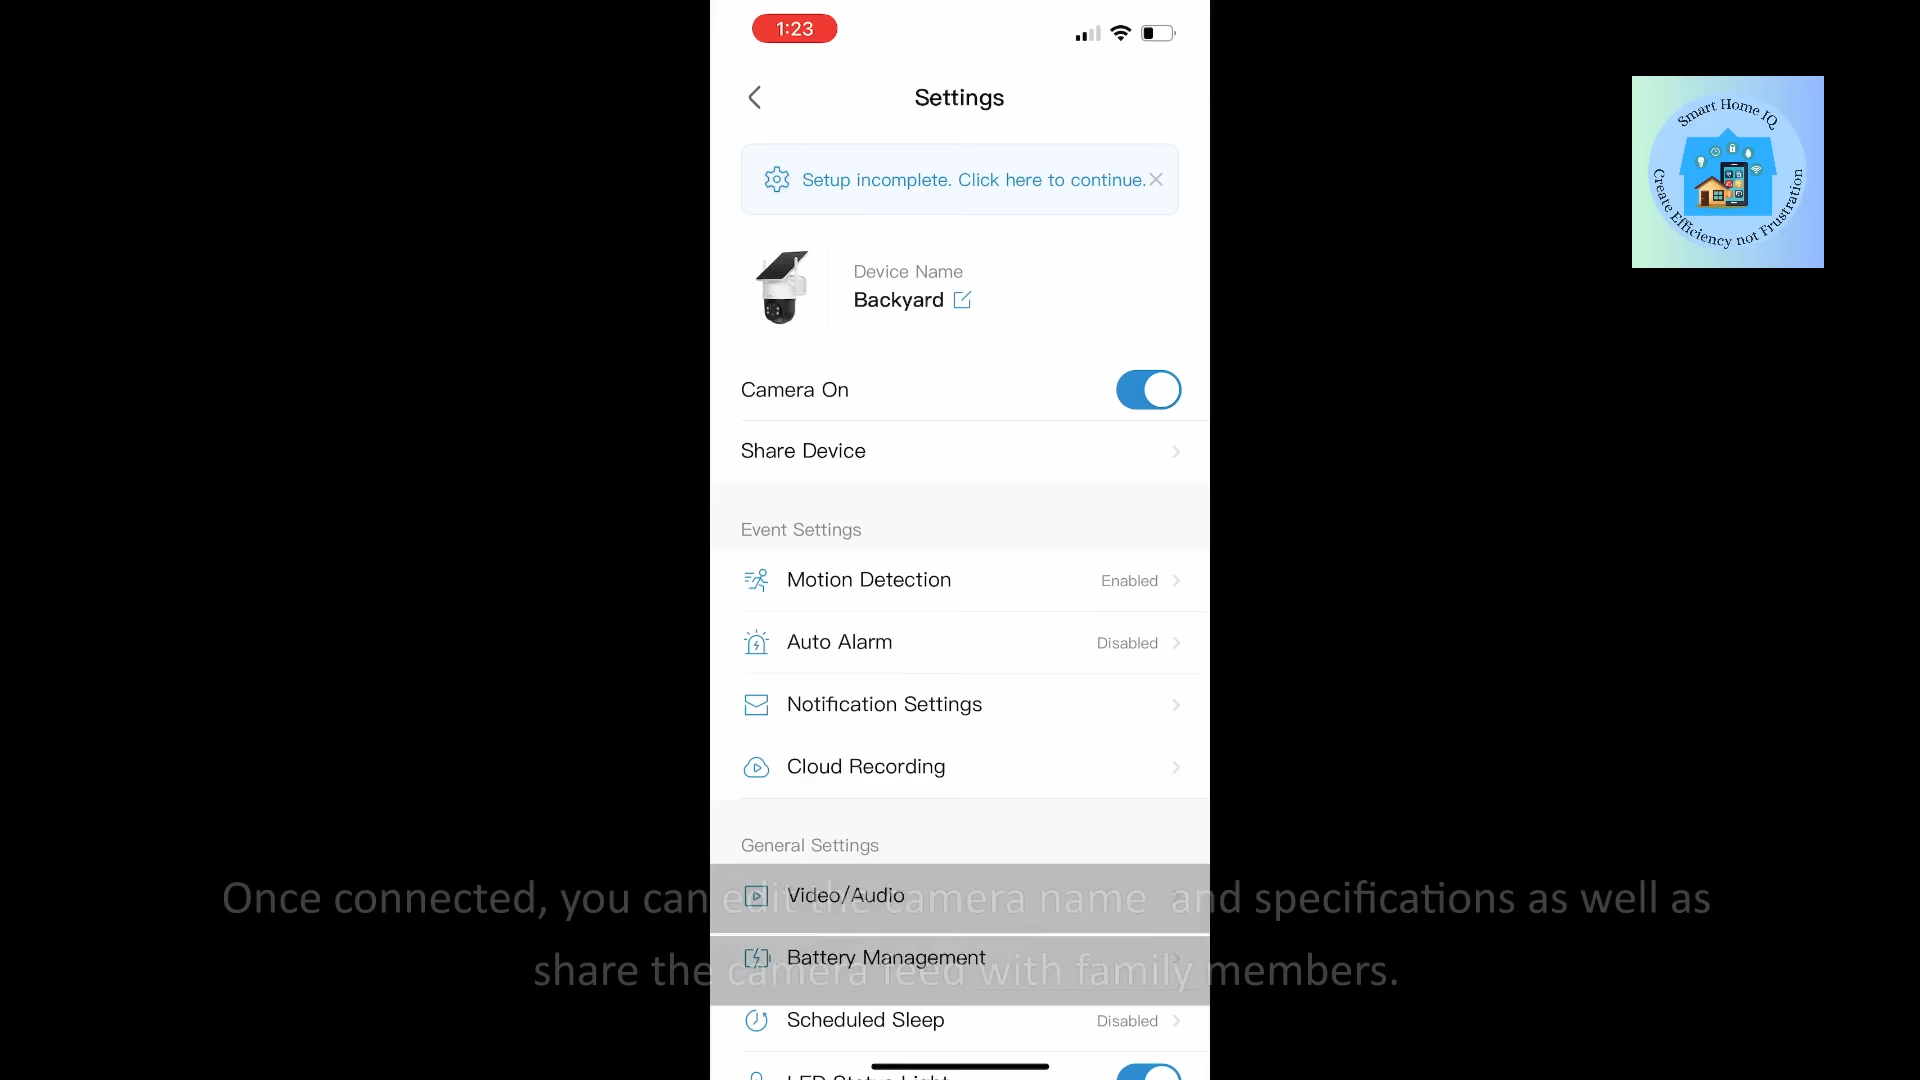 1:23
Settings
Setup incomplete. Click here to continue.
Device Name
Backyard
Camera On
Share Device
Event Settings
Motion Detection Enabled
Auto Alarm Disabled
Notification Settings
Cloud Recording
General Settings
Video/Audio
Battery Management
Scheduled Sleep Disabled
LED Status Light
Once connected, you can edit the camera name and specifications as well as
share the camera feed with family members.
Smart Home IQ
Create Efficiency not Frustration